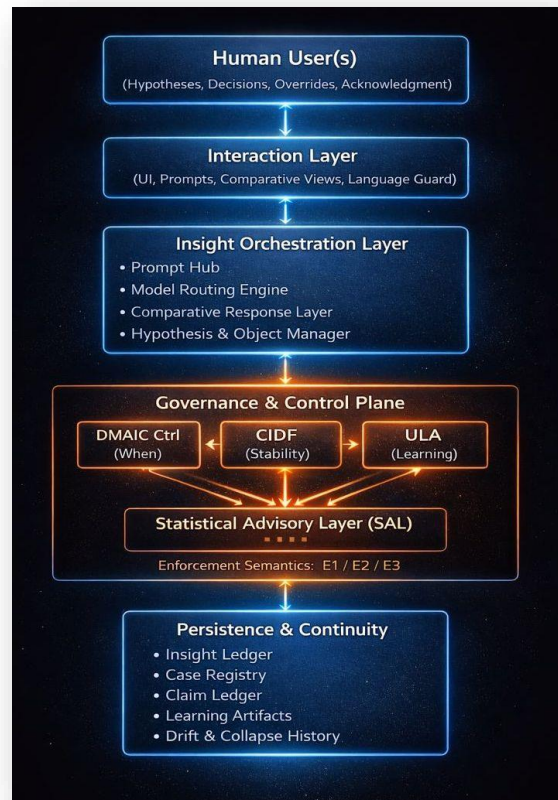 Human User(s)
(Hypotheses, Decisions, Overrides, Acknowledgment)
Interaction Layer
(UI, Prompts, Comparative Views, Language Guard)
Insight Orchestration Layer
• Prompt Hub
• Model Routing Engine
• Comparative Response Layer
• Hypothesis & Object Manager
Governance & Control Plane
DMAIC Ctrl
(When)
CIDF
(Stability)
ULA
(Learning)
Statistical Advisory Layer (SAL)
Enforcement Semantics: E1 / E2 / E3
Persistence & Continuity
• Insight Ledger
• Case Registry
• Claim Ledger
• Learning Artifacts
• Drift & Collapse History